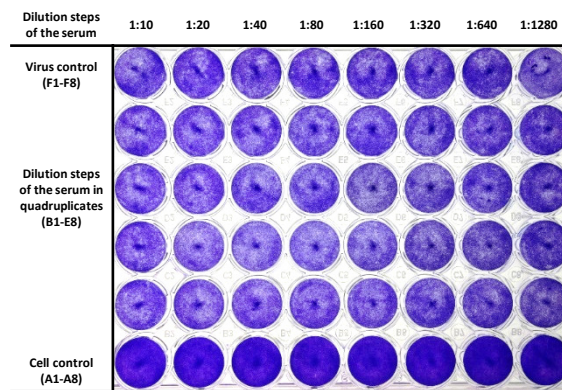 Dilution steps
of the serum
1:10 1:20 1:40 1:80 1:160 1:320 1:640 1:1280
Virus control
(F1-F8)
Dilution steps
of the serum in
quadruplicates
(B1-E8)
Cell control
(A1-A8)